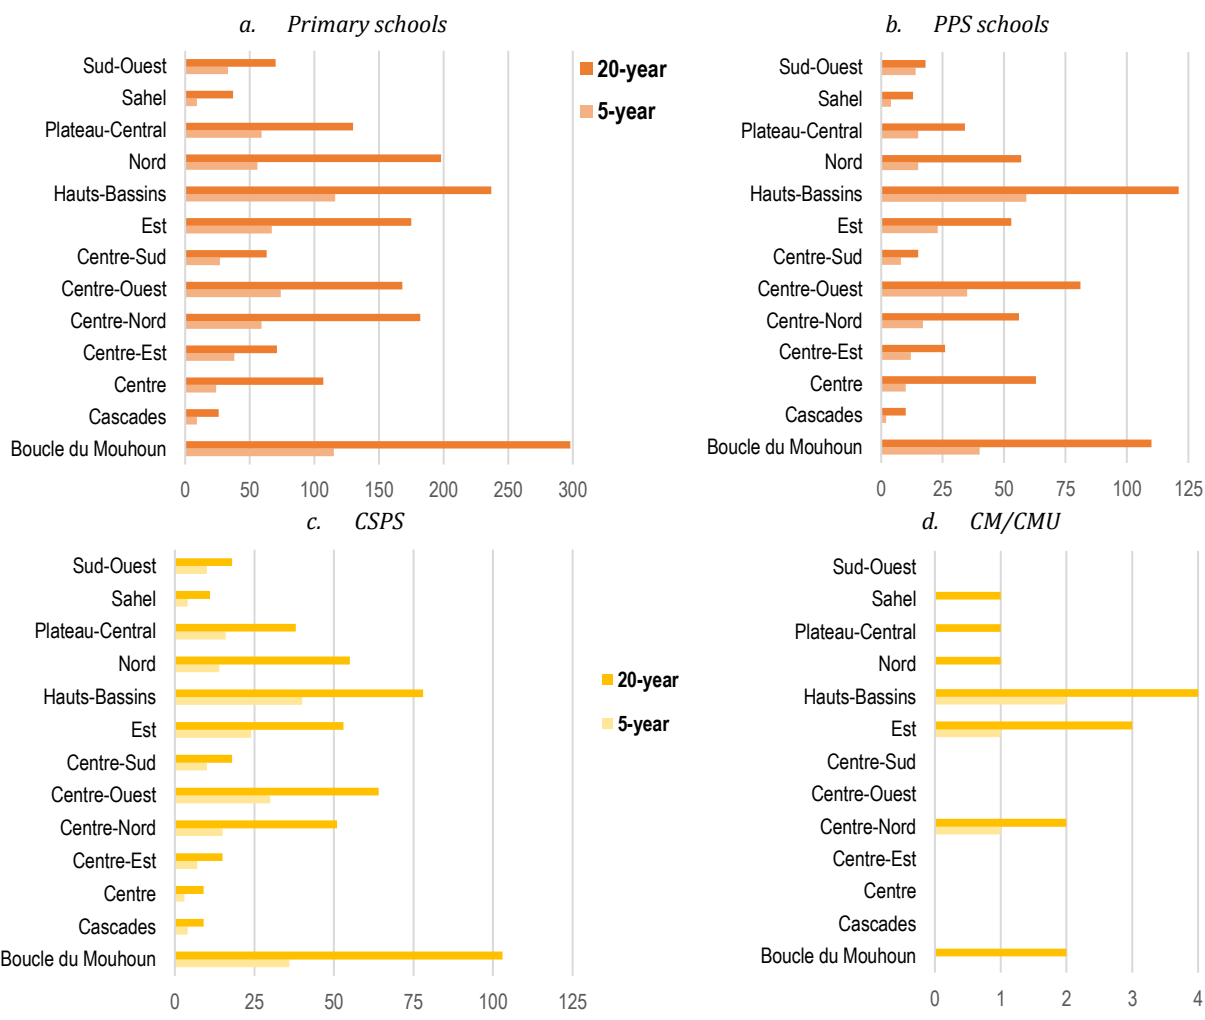 a. Primary schools
Sud-Ouest
Sahel
Plateau-Central
Nord
Hauts-Bassins
Est
Centre-Sud
Centre-Ouest
Centre-Nord
Centre-Est
Centre
Cascades
Boucle du Mouhoun
0 50 100 150 200 250 300
20-year
5-year
b. PPS schools
Sud-Ouest
Sahel
Plateau-Central
Nord
Hauts-Bassins
Est
Centre-Sud
Centre-Ouest
Centre-Nord
Centre-Est
Centre
Cascades
Boucle du Mouhoun
0 25 50 75 100 125
c. CSPS
Sud-Ouest
Sahel
Plateau-Central
Nord
Hauts-Bassins
Est
Centre-Sud
Centre-Ouest
Centre-Nord
Centre-Est
Centre
Cascades
Boucle du Mouhoun
0 25 50 75 100 125
20-year
5-year
d. CM/CMU
Sud-Ouest
Sahel
Plateau-Central
Nord
Hauts-Bassins
Est
Centre-Sud
Centre-Ouest
Centre-Nord
Centre-Est
Centre
Cascades
Boucle du Mouhoun
0 1 2 3 4